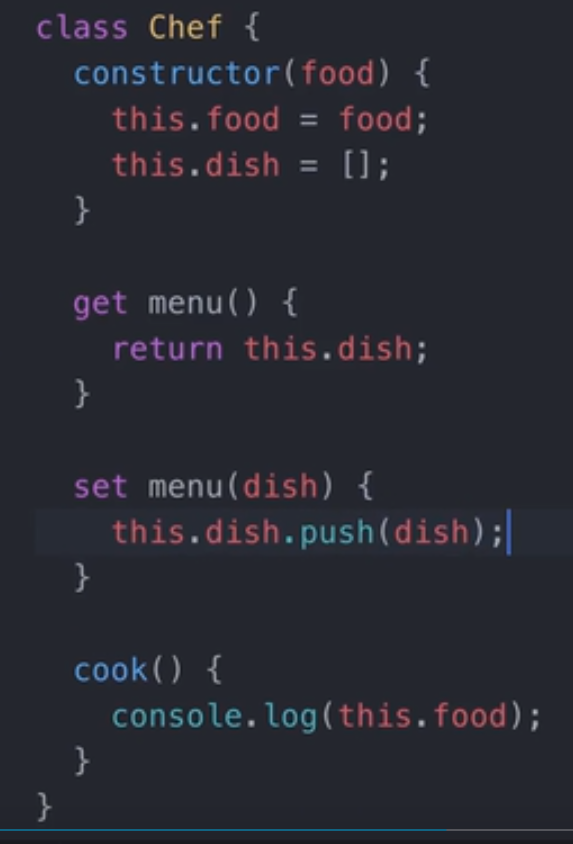 class Chef {
  constructor(food) {
    this.food = food;
    this.dish = [];
  }

  get menu() {
    return this.dish;
  }

  set menu(dish) {
    this.dish.push(dish);
  }

  cook() {
    console.log(this.food);
  }
}